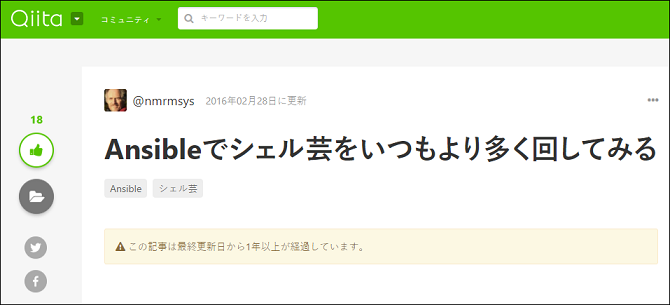 Qiita コミュニティ キーワードを入力
@nmrmsys 2016年02月28日に更新
18
Ansibleでシェル芸をいつもより多く回してみる
Ansible シェル芸
この記事は最終更新日から1年以上が経過しています。